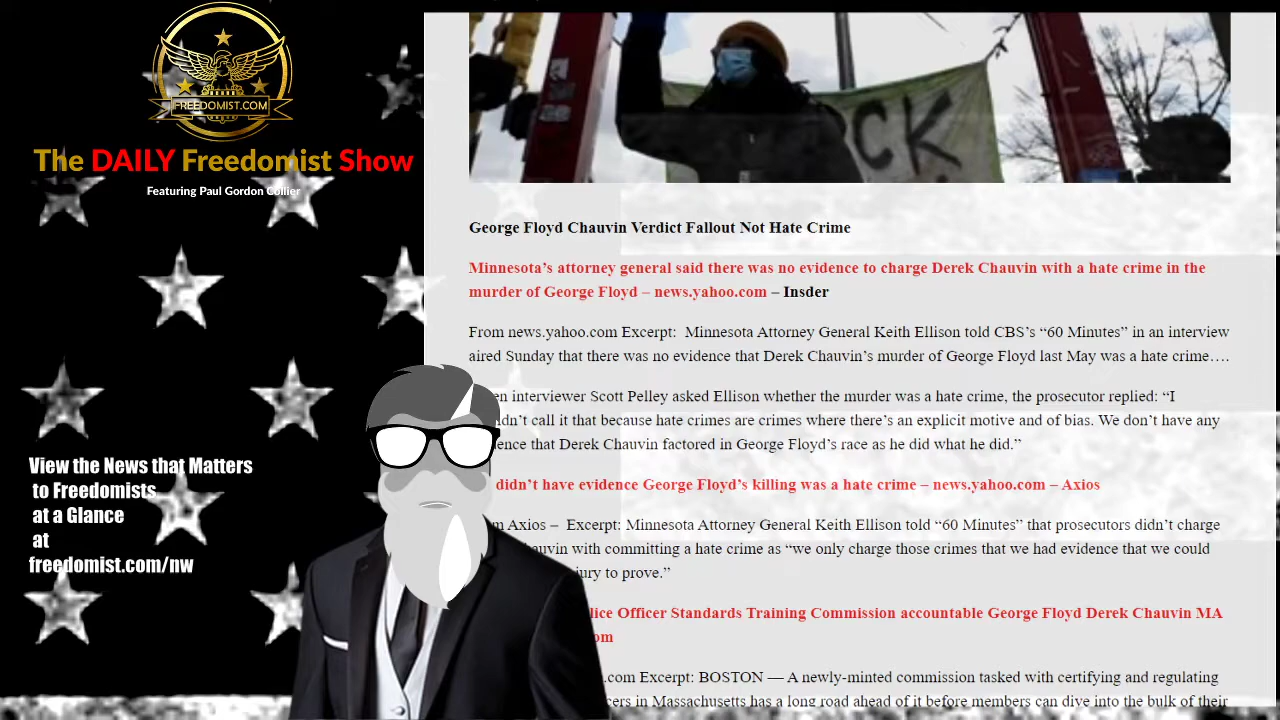 FREEDOMIST.COM
The DAILY Freedomist Show
Featuring Paul Gordon Collier
View the News that Matters
to Freedomists
at a Glance
at
freedomist.com/nw
CK
George Floyd Chauvin Verdict Fallout Not Hate Crime
Minnesota’s attorney general said there was no evidence to charge Derek Chauvin with a hate crime in the
murder of George Floyd – news.yahoo.com – Insder
From news.yahoo.com Excerpt: Minnesota Attorney General Keith Ellison told CBS’s “60 Minutes” in an interview
aired Sunday that there was no evidence that Derek Chauvin’s murder of George Floyd last May was a hate crime….
en interviewer Scott Pelley asked Ellison whether the murder was a hate crime, the prosecutor replied: “I
dn’t call it that because hate crimes are crimes where there’s an explicit motive and of bias. We don’t have any
ence that Derek Chauvin factored in George Floyd’s race as he did what he did.”
didn’t have evidence George Floyd’s killing was a hate crime – news.yahoo.com – Axios
m Axios – Excerpt: Minnesota Attorney General Keith Ellison told “60 Minutes” that prosecutors didn’t charge
auvin with committing a hate crime as “we only charge those crimes that we had evidence that we could
jury to prove.”
lice Officer Standards Training Commission accountable George Floyd Derek Chauvin MA
om
.com Excerpt: BOSTON — A newly-minted commission tasked with certifying and regulating
cers in Massachusetts has a long road ahead of it before members can dive into the bulk of their